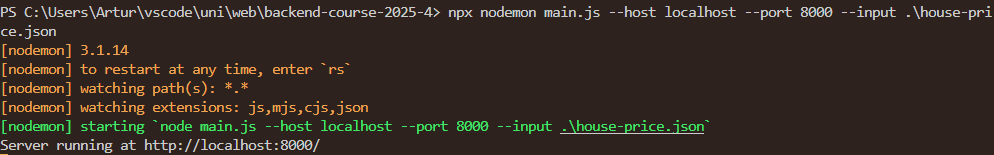 PS C:\Users\Artur\vscode\uni\web\backend-course-2025-4> npx nodemon main.js --host localhost --port 8000 --input .\house-pri
ce.json
[nodemon] 3.1.14
[nodemon] to restart at any time, enter `rs`
[nodemon] watching path(s): *.*
[nodemon] watching extensions: js,mjs,cjs,json
[nodemon] starting `node main.js --host localhost --port 8000 --input .\house-price.json`
Server running at http://localhost:8000/